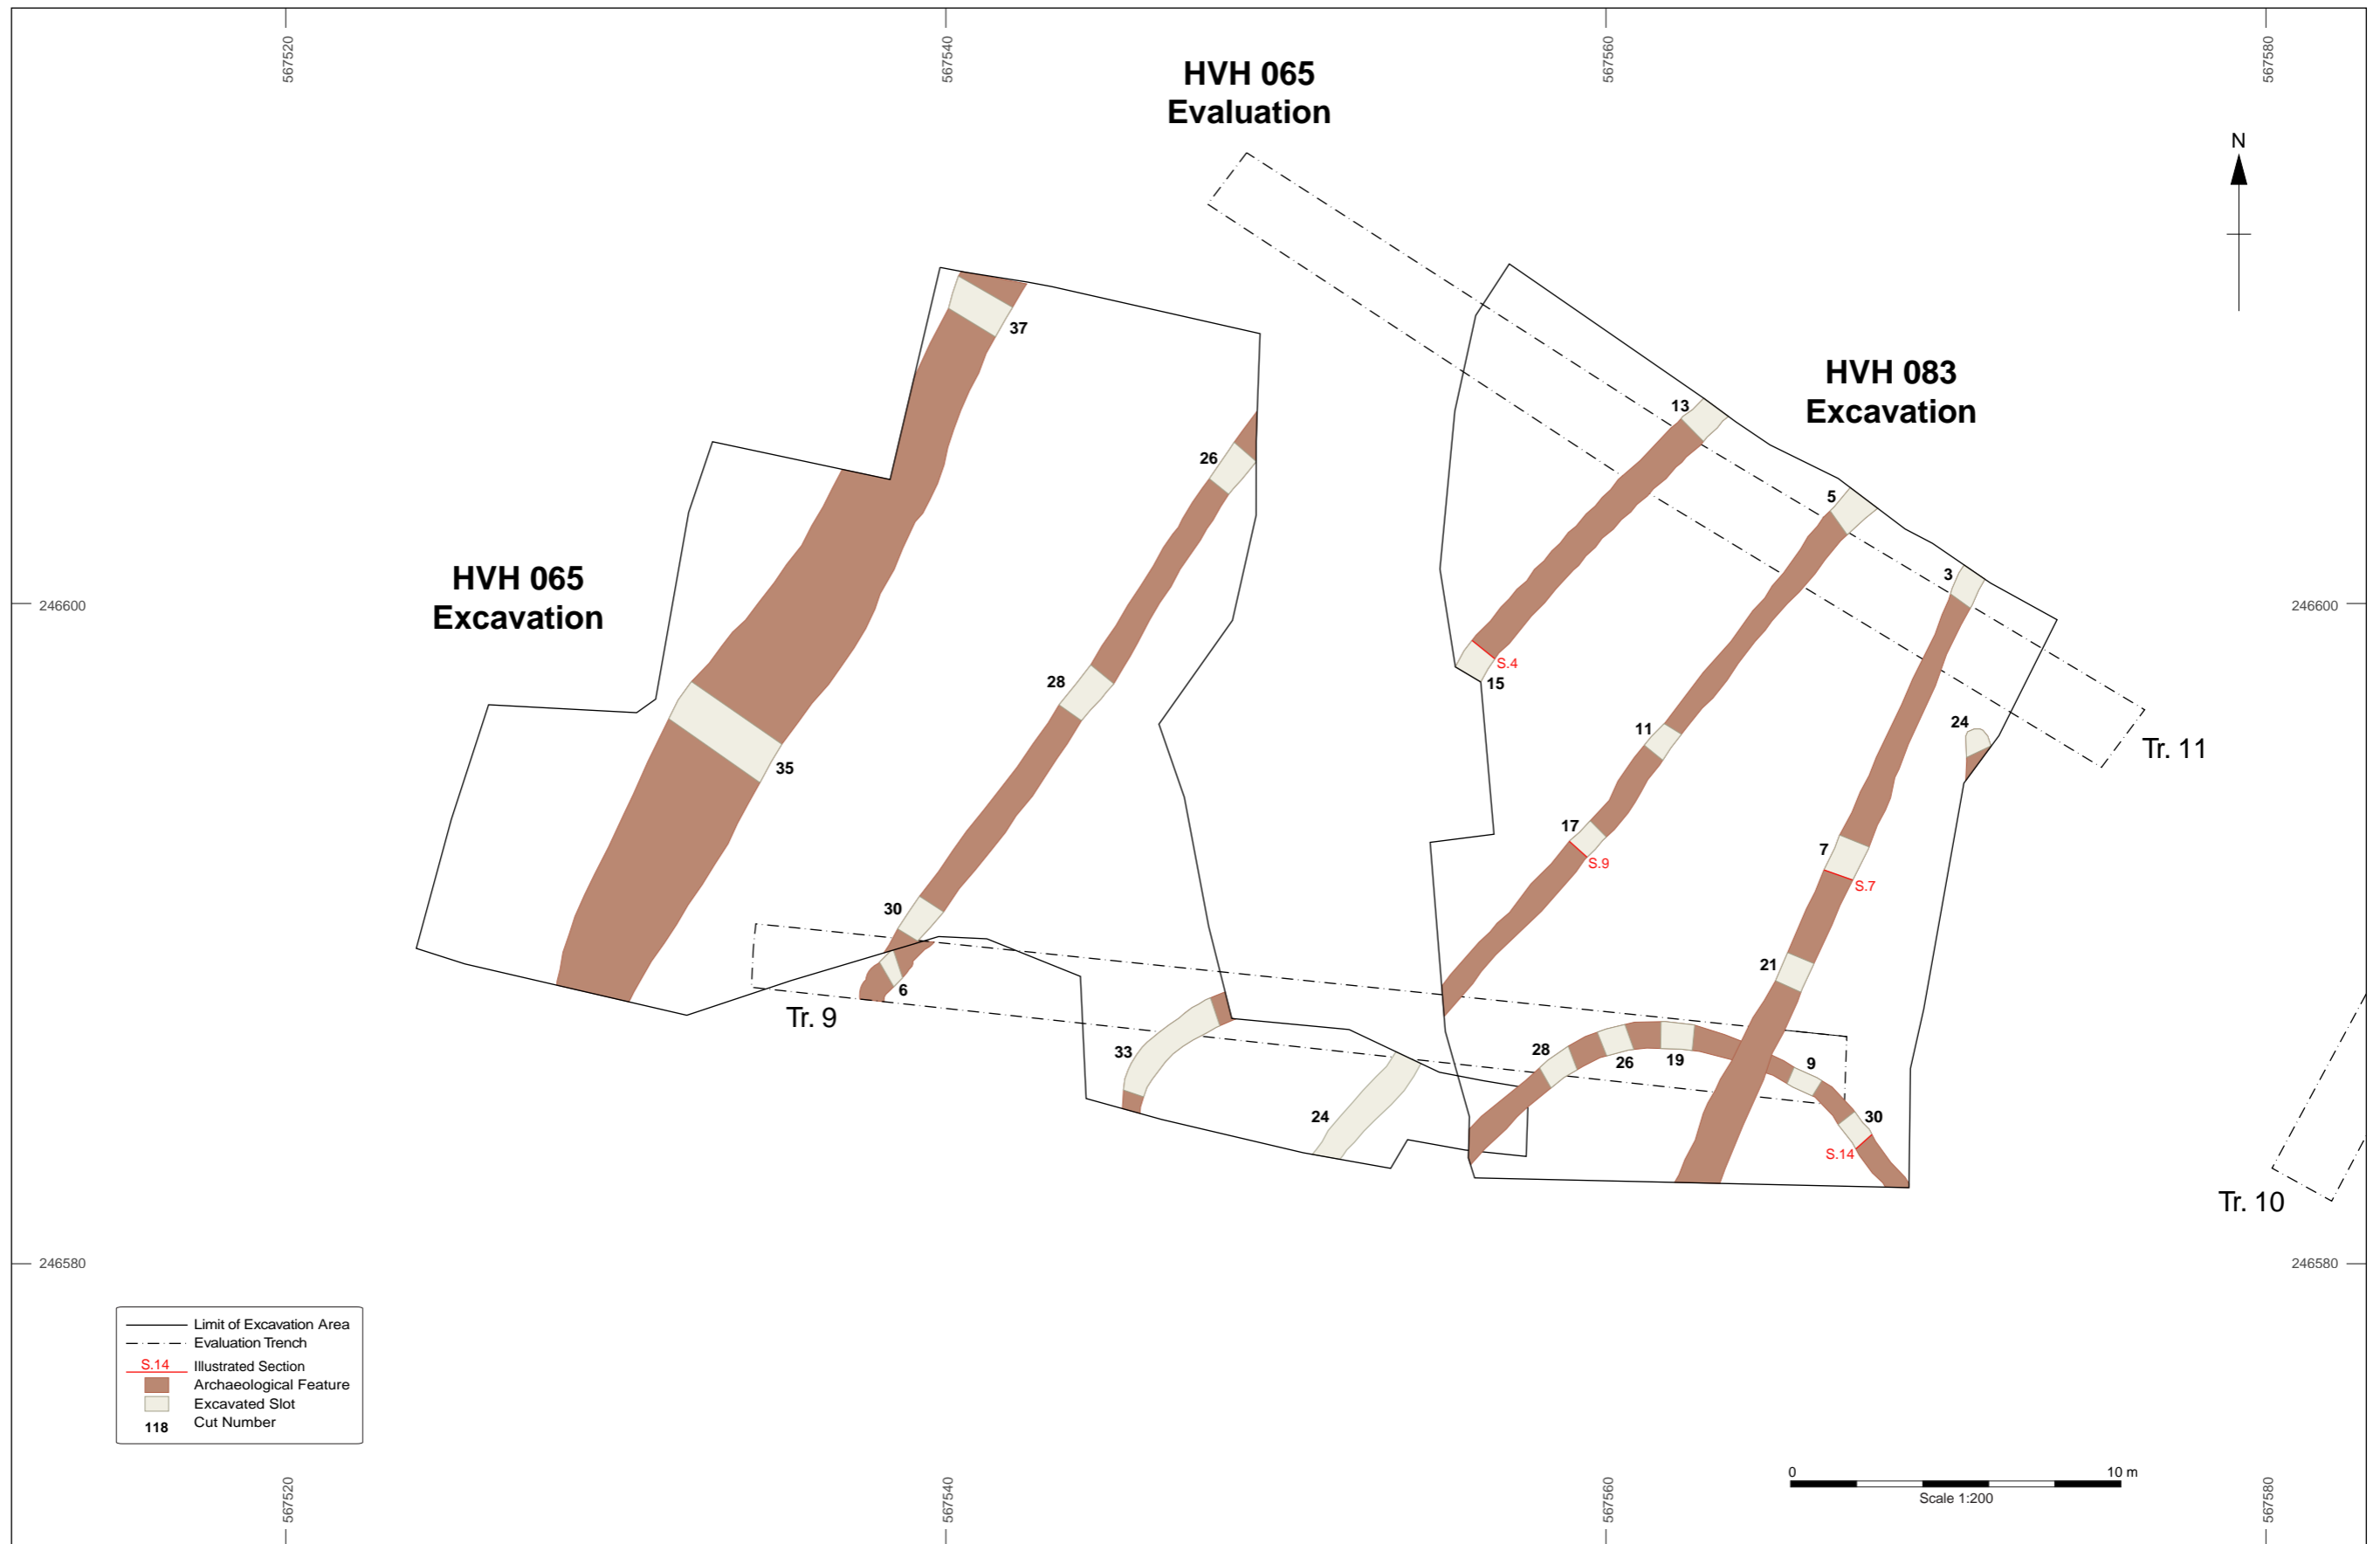 567520
567540
567560
567580
HVH 065
Evaluation
N
HVH 083
Excavation
13
37
26
5
HVH 065
Excavation
3
246600
246600
S.4
15
28
24
11
Tr. 11
35
17
7
S.9
S.7
30
21
6
Tr. 9
33
28
26
19
9
24
30
S.14
Tr. 10
246580
246580
Limit of Excavation Area
Evaluation Trench
S.14 Illustrated Section
Archaeological Feature
Excavated Slot
118 Cut Number
0 10 m
Scale 1:200
567520
567540
567560
567580